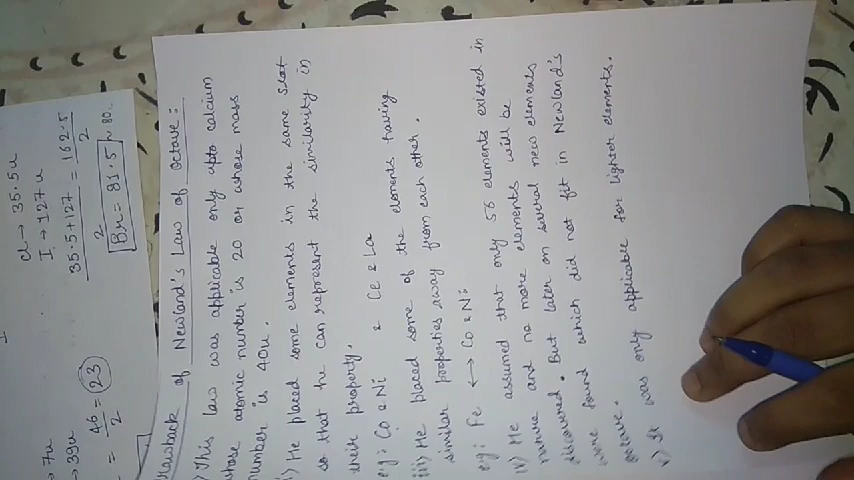 I
Cl → 35.5u
I → 127u
35.5+127 = 162.5
2 2
Br = 81.5 ~ 80
→ 7u
→ 39u
= 46 = 23
2
rawback of Newland's Law of Octave:
) This law was applicable only upto calcium
whose atomic number is 20 or whose mass
number is 40u.
i) He placed some elements in the same slot
so that he can represent the similarity in
their property.
eg: Co & Ni & Ce & La
iii) He placed some of the elements having
similar properties away from each other.
eg: Fe ⟷ Co & Ni
iv) He assumed that only 56 elements existed in
nature and no more elements will be
discovered. But later on several new elements
were found which did not fit in Newland's
octave.
v) It was only applicable for lighter elements.